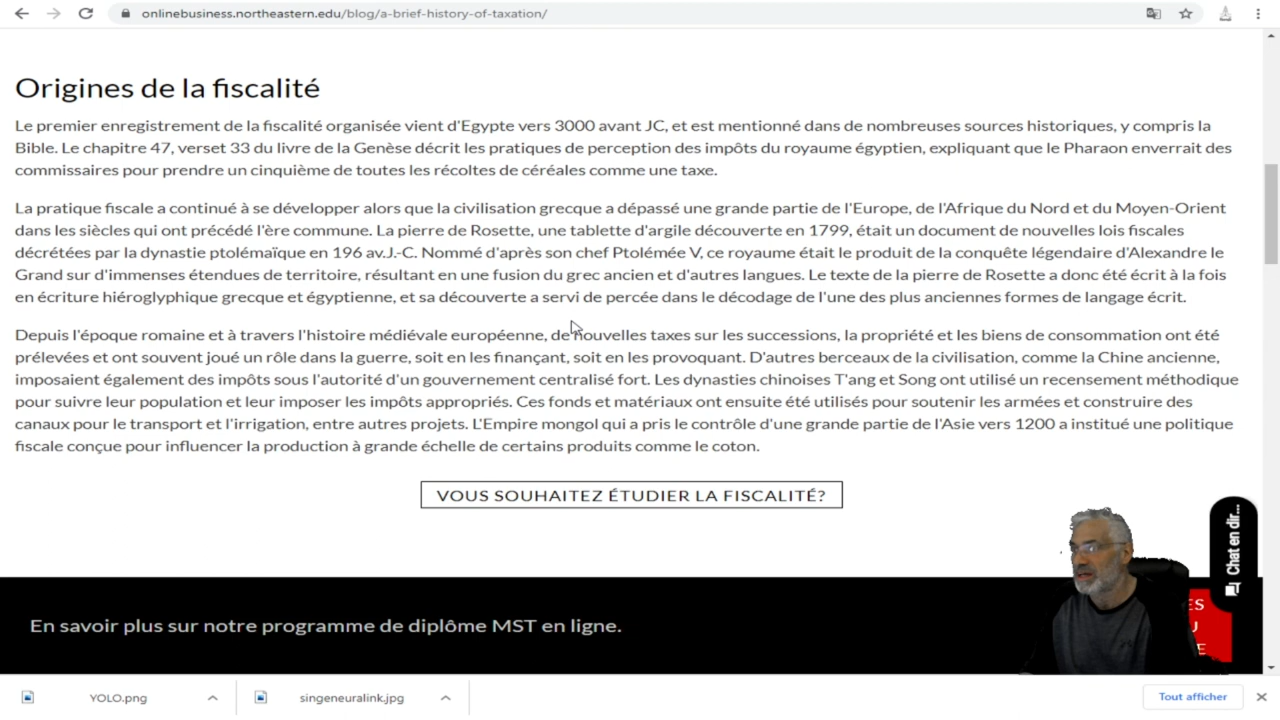 onlinebusiness.northeastern.edu/blog/a-brief-history-of-taxation/
Origines de la fiscalité
Le premier enregistrement de la fiscalité organisée vient d'Egypte vers 3000 avant JC, et est mentionné dans de nombreuses sources historiques, y compris la
Bible. Le chapitre 47, verset 33 du livre de la Genèse décrit les pratiques de perception des impôts du royaume égyptien, expliquant que le Pharaon enverrait des
commissaires pour prendre un cinquième de toutes les récoltes de céréales comme une taxe.
La pratique fiscale a continué à se développer alors que la civilisation grecque a dépassé une grande partie de l'Europe, de l'Afrique du Nord et du Moyen-Orient
dans les siècles qui ont précédé l'ère commune. La pierre de Rosette, une tablette d'argile découverte en 1799, était un document de nouvelles lois fiscales
décrétées par la dynastie ptolémaïque en 196 av.J.-C. Nommé d'après son chef Ptolémée V, ce royaume était le produit de la conquête légendaire d'Alexandre le
Grand sur d'immenses étendues de territoire, résultant en une fusion du grec ancien et d'autres langues. Le texte de la pierre de Rosette a donc été écrit à la fois
en écriture hiéroglyphique grecque et égyptienne, et sa découverte a servi de percée dans le décodage de l'une des plus anciennes formes de langage écrit.
Depuis l'époque romaine et à travers l'histoire médiévale européenne, de nouvelles taxes sur les successions, la propriété et les biens de consommation ont été
prélevées et ont souvent joué un rôle dans la guerre, soit en les finançant, soit en les provoquant. D'autres berceaux de la civilisation, comme la Chine ancienne,
imposaient également des impôts sous l'autorité d'un gouvernement centralisé fort. Les dynasties chinoises T'ang et Song ont utilisé un recensement méthodique
pour suivre leur population et leur imposer les impôts appropriés. Ces fonds et matériaux ont ensuite été utilisés pour soutenir les armées et construire des
canaux pour le transport et l'irrigation, entre autres projets. L'Empire mongol qui a pris le contrôle d'une grande partie de l'Asie vers 1200 a institué une politique
fiscale conçue pour influencer la production à grande échelle de certains produits comme le coton.
VOUS SOUHAITEZ ÉTUDIER LA FISCALITÉ?
Chat en dir...
En savoir plus sur notre programme de diplôme MST en ligne.
YOLO.png
singeneuralink.jpg
Tout afficher